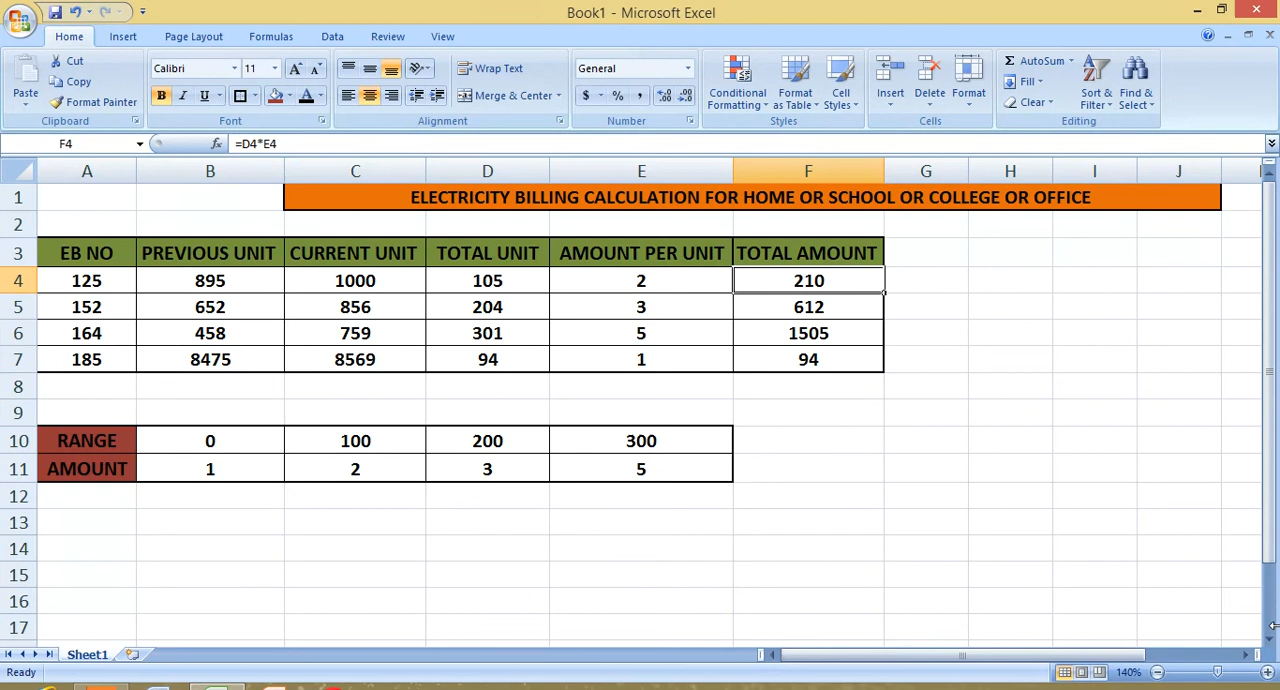 Book1 - Microsoft Excel
Home Insert Page Layout Formulas Data Review View
Paste Cut Copy Format Painter
Calibri 11 A A
B I U A
Wrap Text
Merge & Center
General
$ % , .0 .00 .00 .0
Conditional Formatting Format as Table Cell Styles
Insert Delete Format
Σ AutoSum
Fill
Clear
Sort & Filter Find & Select
Clipboard Font Alignment Number Styles Cells Editing
F4 fx =D4*E4
A B C D E F G H I J
1 ELECTRICITY BILLING CALCULATION FOR HOME OR SCHOOL OR COLLEGE OR OFFICE
2
3 EB NO PREVIOUS UNIT CURRENT UNIT TOTAL UNIT AMOUNT PER UNIT TOTAL AMOUNT
4 125 895 1000 105 2 210
5 152 652 856 204 3 612
6 164 458 759 301 5 1505
7 185 8475 8569 94 1 94
8
9
10 RANGE 0 100 200 300
11 AMOUNT 1 2 3 5
12
13
14
15
16
17
Sheet1
Ready 140%